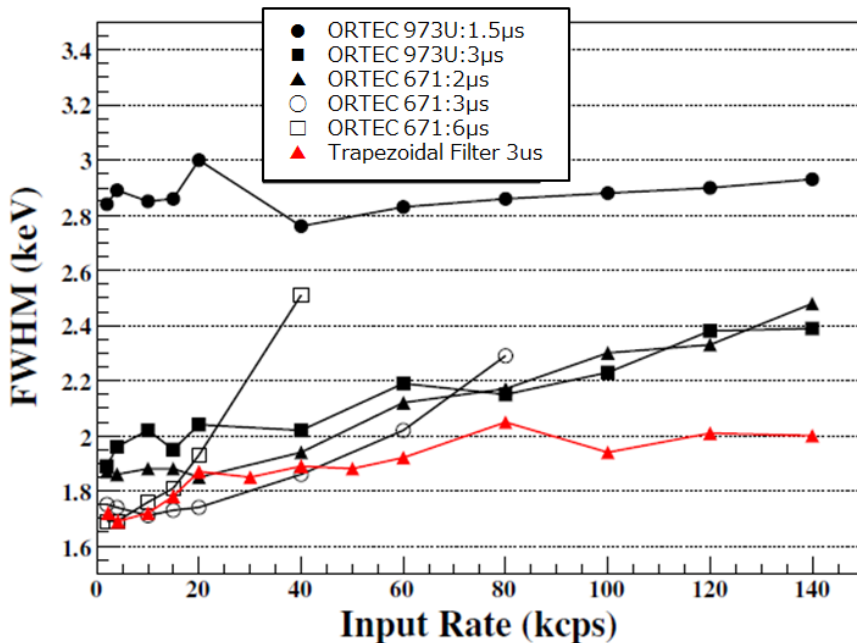 ORTEC 973U:1.5μs
ORTEC 973U:3μs
ORTEC 671:2μs
ORTEC 671:3μs
ORTEC 671:6μs
Trapezoidal Filter 3us
3.4
3.2
3
2.8
2.6
2.4
2.2
2
1.8
1.6
FWHM (keV)
0 20 40 60 80 100 120 140
Input Rate (kcps)